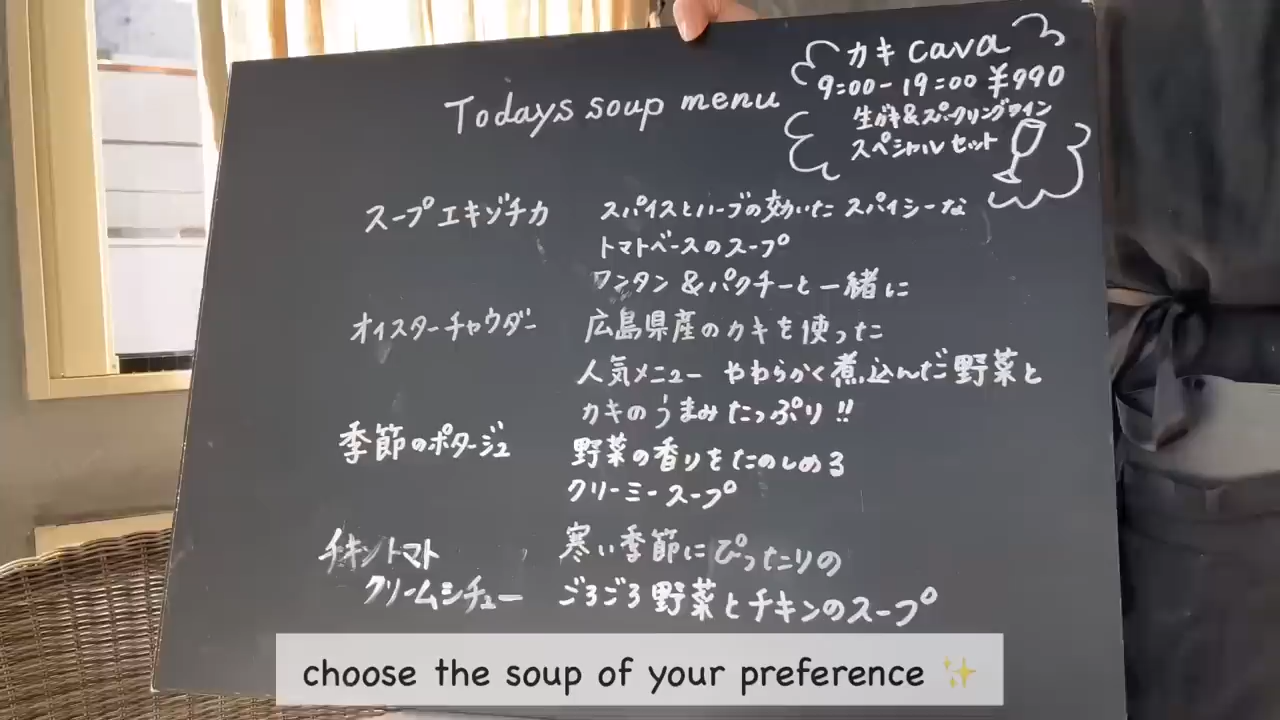 Todays soup menu
カキ cava
9:00-19:00 ¥990
生ガキ&スパークリングワイン
スペシャルセット
スープエキゾチカ スパイスとハーブの効いた スパイシーな
トマトベースのスープ
ワンタン &パクチーと一緒に
オイスターチャウダー 広島県産のカキを使った
人気メニュー やわらかく煮込んだ野菜と
カキのうまみたっぷり!!
季節のポタージュ 野菜の香りをたのしめる
クリーミースープ
チキントマト 寒い季節にぴったりの
クリームシチュー ごろごろ野菜とチキンのスープ
choose the soup of your preference ✨